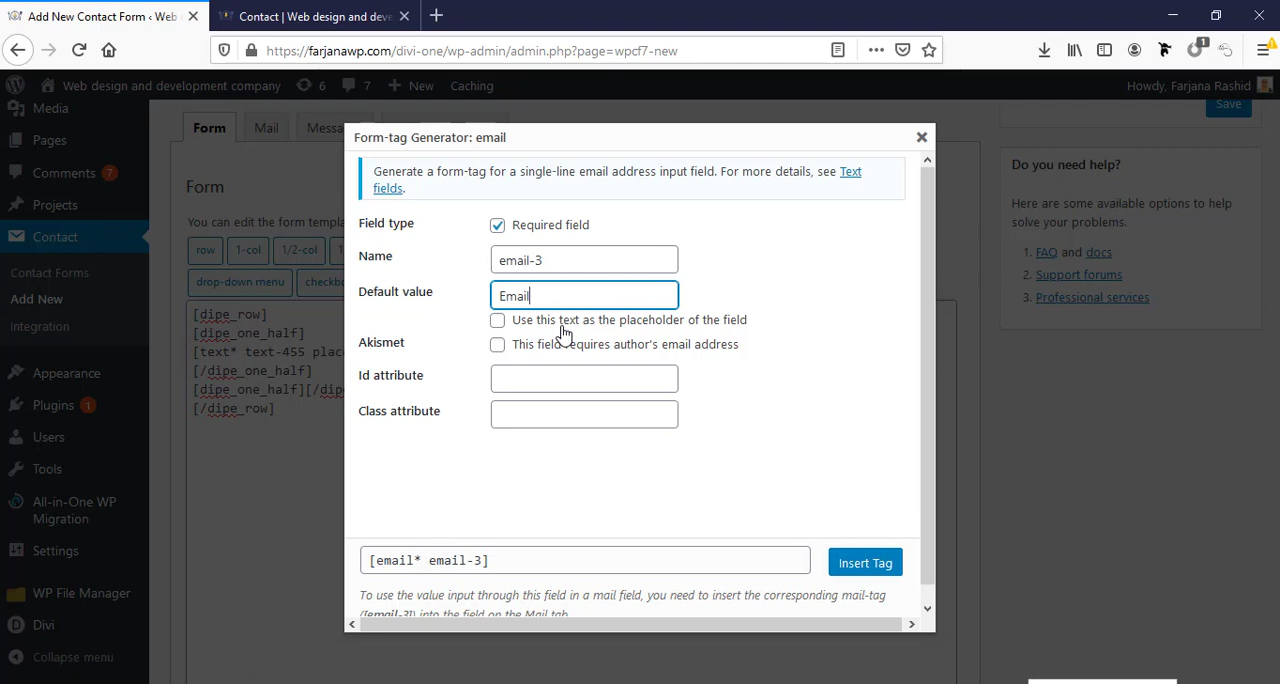 Add New Contact Form ‹ Web
Contact | Web design and deve
https://farjanawp.com/divi-one/wp-admin/admin.php?page=wpcf7-new
1
Web design and development company
6
7
New
Caching
Howdy, Farjana Rashid
Media
Pages
Comments 7
Projects
Contact
Contact Forms
Add New
Integration
Appearance
Plugins 1
Users
Tools
All-in-One WP
Migration
Settings
WP File Manager
Divi
Collapse menu
Form
Mail
Messa
Form
You can edit the form templa
row
1-col
1/2-col
drop-down menu
checkbo
[dipe_row]
[dipe_one_half]
[text* text-455 plac
[/dipe_one_half]
[dipe_one_half][/dip
[/dipe_row]
Form-tag Generator: email
Generate a form-tag for a single-line email address input field. For more details, see Text
fields.
Field type
Required field
Name
email-3
Default value
Email
Use this text as the placeholder of the field
Akismet
This field requires author's email address
Id attribute
Class attribute
[email* email-3]
Insert Tag
To use the value input through this field in a mail field, you need to insert the corresponding mail-tag
([email-3]) into the field on the Mail tab.
Save
Do you need help?
Here are some available options to help
solve your problems.
1. FAQ and docs
2. Support forums
3. Professional services